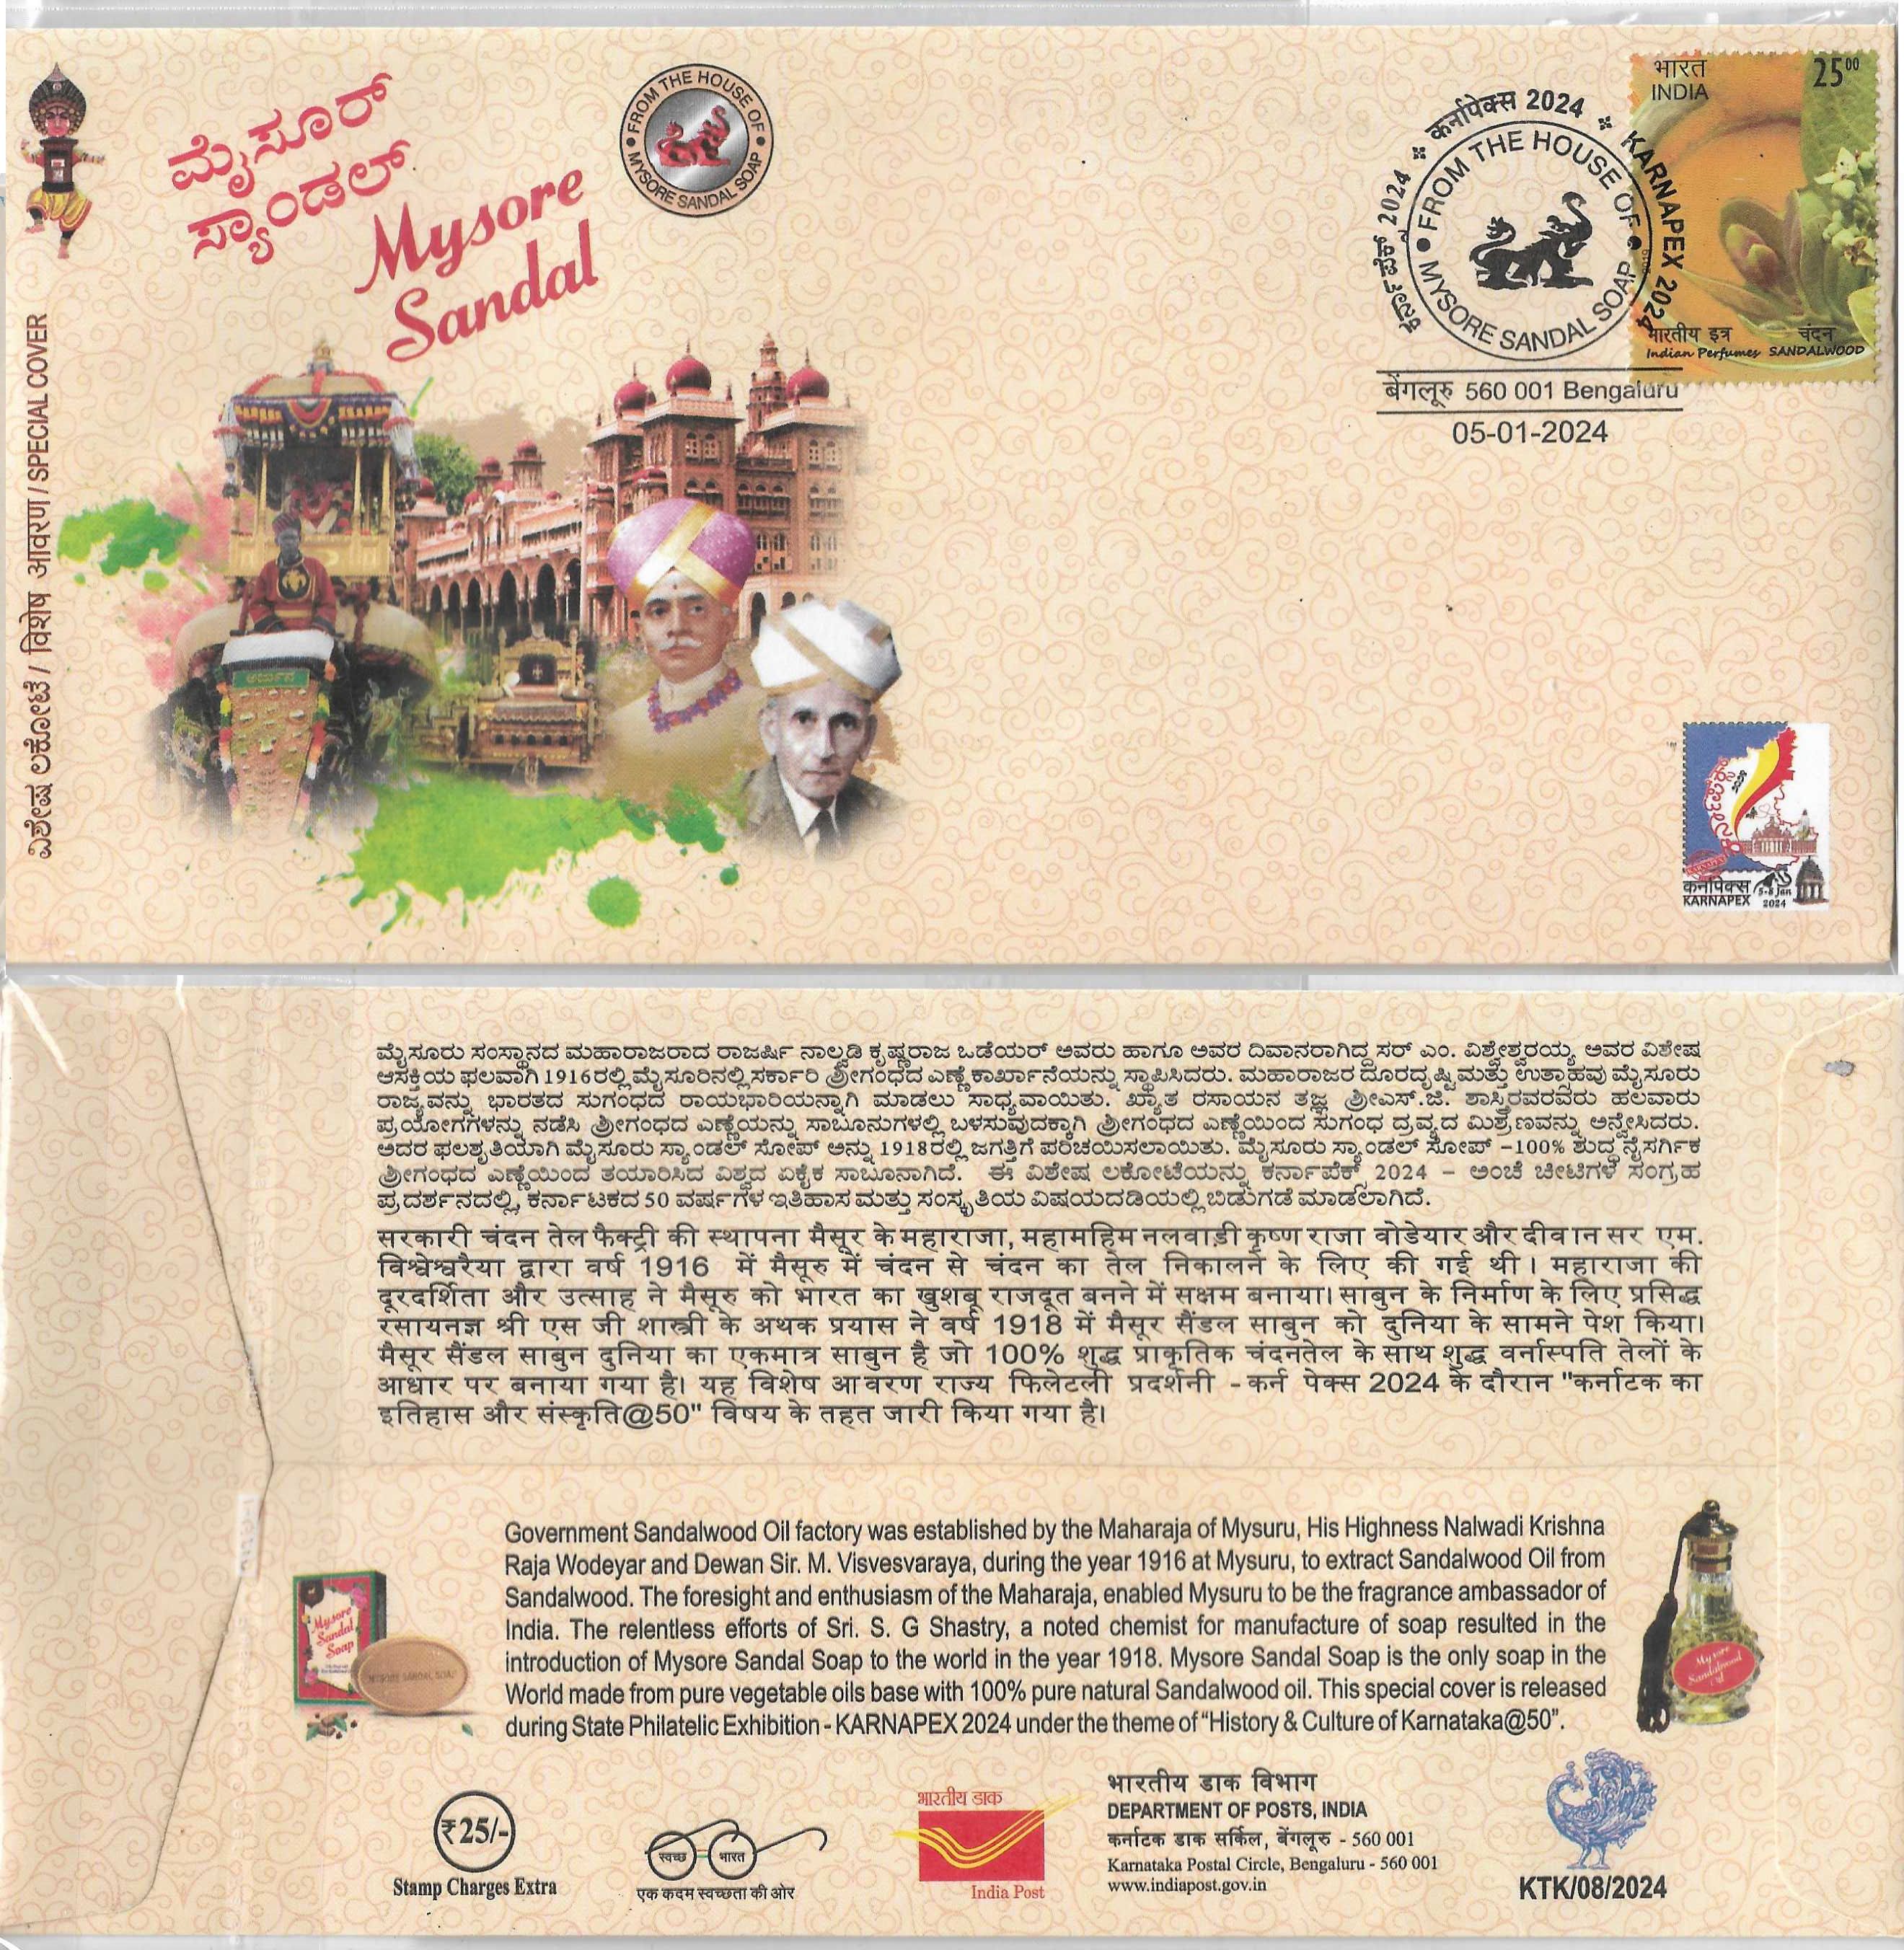 ಮೈಸೂರ್
ಸ್ಯಾಂಡಲ್
Mysore
Sandal
FROM THE HOUSE OF
MYSORE SANDAL SOAP
ವಿಶೇಷ ಲಕೋಟೆ / विशेष आवरण / SPECIAL COVER
ಅರ್ಜುನ
ಕರ್ನಾಪೆಕ್ಸ್ 2024 कर्नापेक्स 2024 KARNAPEX 2024
FROM THE HOUSE OF
MYSORE SANDAL SOAP
बेंगलूरु 560 001 Bengaluru
05-01-2024
भारत 2500
INDIA
भारतीय इत्र चंदन
Indian Perfumes SANDALWOOD
ಕರ್ನಾಪೆಕ್ಸ್
कर्नापेक्स 5-8 Jan
KARNAPEX 2024
ಮೈಸೂರು ಸಂಸ್ಥಾನದ ಮಹಾರಾಜರಾದ ರಾಜರ್ಷಿ ನಾಲ್ವಡಿ ಕೃಷ್ಣರಾಜ ಒಡೆಯರ್ ಅವರು ಹಾಗೂ ಅವರ ದಿವಾನರಾಗಿದ್ದ ಸರ್ ಎಂ. ವಿಶ್ವೇಶ್ವರಯ್ಯ ಅವರ ವಿಶೇಷ
ಆಸಕ್ತಿಯ ಫಲವಾಗಿ 1916ರಲ್ಲಿ ಮೈಸೂರಿನಲ್ಲಿ ಸರ್ಕಾರಿ ಶ್ರೀಗಂಧದ ಎಣ್ಣೆ ಕಾರ್ಖಾನೆಯನ್ನು ಸ್ಥಾಪಿಸಿದರು. ಮಹಾರಾಜರ ದೂರದೃಷ್ಟಿ ಮತ್ತು ಉತ್ಸಾಹವು ಮೈಸೂರು
ರಾಜ್ಯವನ್ನು ಭಾರತದ ಸುಗಂಧದ ರಾಯಭಾರಿಯನ್ನಾಗಿ ಮಾಡಲು ಸಾಧ್ಯವಾಯಿತು. ಖ್ಯಾತ ರಸಾಯನ ತಜ್ಞ ಶ್ರೀಎಸ್.ಜಿ. ಶಾಸ್ತ್ರಿರವರವರು ಹಲವಾರು
ಪ್ರಯೋಗಗಳನ್ನು ನಡೆಸಿ ಶ್ರೀಗಂಧದ ಎಣ್ಣೆಯನ್ನು ಸಾಬೂನುಗಳಲ್ಲಿ ಬಳಸುವುದಕ್ಕಾಗಿ ಶ್ರೀಗಂಧದ ಎಣ್ಣೆಯಿಂದ ಸುಗಂಧ ದ್ರವ್ಯದ ಮಿಶ್ರಣವನ್ನು ಅನ್ವೇಸಿದರು.
ಅದರ ಫಲಶೃತಿಯಾಗಿ ಮೈಸೂರು ಸ್ಯಾಂಡಲ್ ಸೋಪ್ ಅನ್ನು 1918ರಲ್ಲಿ ಜಗತ್ತಿಗೆ ಪರಿಚಯಿಸಲಾಯಿತು. ಮೈಸೂರು ಸ್ಯಾಂಡಲ್ ಸೋಪ್ –100% ಶುದ್ಧ ನೈಸರ್ಗಿಕ
ಶ್ರೀಗಂಧದ ಎಣ್ಣೆಯಿಂದ ತಯಾರಿಸಿದ ವಿಶ್ವದ ಏಕೈಕ ಸಾಬೂನಾಗಿದೆ. ಈ ವಿಶೇಷ ಲಕೋಟೆಯನ್ನು ಕರ್ನಾಪೆಕ್ಸ್ 2024 – ಅಂಚೆ ಚೀಟಿಗಳ ಸಂಗ್ರಹ
ಪ್ರದರ್ಶನದಲ್ಲಿ, ಕರ್ನಾಟಕದ 50 ವರ್ಷಗಳ ಇತಿಹಾಸ ಮತ್ತು ಸಂಸ್ಕೃತಿಯ ವಿಷಯದಡಿಯಲ್ಲಿ ಬಿಡುಗಡೆ ಮಾಡಲಾಗಿದೆ.
सरकारी चंदन तेल फैक्ट्री की स्थापना मैसूर के महाराजा, महामहिम नलवाड़ी कृष्ण राजा वोडेयार और दीवान सर एम.
विश्वेश्वरैया द्वारा वर्ष 1916 में मैसूरु में चंदन से चंदन का तेल निकालने के लिए की गई थी। महाराजा की
दूरदर्शिता और उत्साह ने मैसूरु को भारत का खुशबू राजदूत बनने में सक्षम बनाया। साबुन के निर्माण के लिए प्रसिद्ध
रसायनज्ञ श्री एस जी शास्त्री के अथक प्रयास ने वर्ष 1918 में मैसूर सैंडल साबुन को दुनिया के सामने पेश किया।
मैसूर सैंडल साबुन दुनिया का एकमात्र साबुन है जो 100% शुद्ध प्राकृतिक चंदनतेल के साथ शुद्ध वर्नास्पति तेलों के
आधार पर बनाया गया है। यह विशेष आवरण राज्य फिलेटली प्रदर्शनी - कर्न पेक्स 2024 के दौरान "कर्नाटक का
इतिहास और संस्कृति@50" विषय के तहत जारी किया गया है।
Government Sandalwood Oil factory was established by the Maharaja of Mysuru, His Highness Nalwadi Krishna
Raja Wodeyar and Dewan Sir. M. Visvesvaraya, during the year 1916 at Mysuru, to extract Sandalwood Oil from
Sandalwood. The foresight and enthusiasm of the Maharaja, enabled Mysuru to be the fragrance ambassador of
India. The relentless efforts of Sri. S. G Shastry, a noted chemist for manufacture of soap resulted in the
introduction of Mysore Sandal Soap to the world in the year 1918. Mysore Sandal Soap is the only soap in the
World made from pure vegetable oils base with 100% pure natural Sandalwood oil. This special cover is released
during State Philatelic Exhibition - KARNAPEX 2024 under the theme of “History & Culture of Karnataka@50”.
Mysore
Sandal
Soap
MYSORE SANDAL SOAP
Mysore
Sandalwood
Oil
₹25/-
Stamp Charges Extra
स्वच्छ भारत
एक कदम स्वच्छता की ओर
भारतीय डाक
India Post
भारतीय डाक विभाग
DEPARTMENT OF POSTS, INDIA
कर्नाटक डाक सर्किल, बेंगलूरु - 560 001
Karnataka Postal Circle, Bengaluru - 560 001
www.indiapost.gov.in
KTK/08/2024